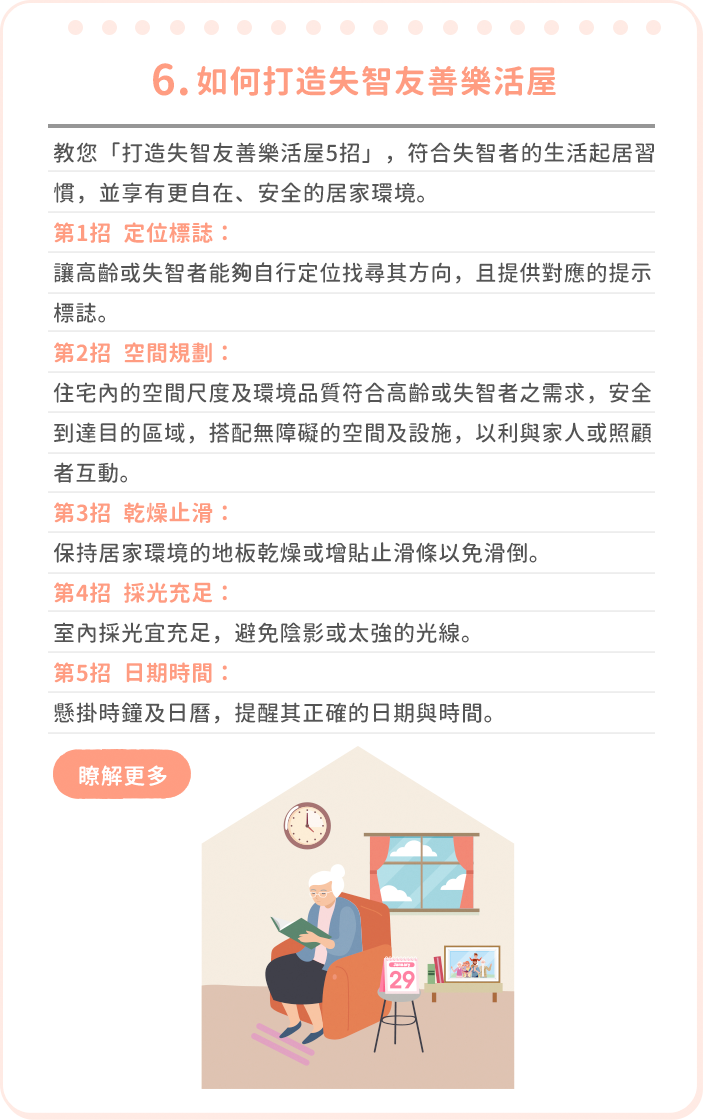 6.如何打造失智友善樂活屋
教您「打造失智友善樂活屋5招」，符合失智者的生活起居習
慣，並享有更自在、安全的居家環境。
第1招 定位標誌：
讓高齡或失智者能夠自行定位找尋其方向，且提供對應的提示
標誌。
第2招 空間規劃：
住宅內的空間尺度及環境品質符合高齡或失智者之需求，安全
到達目的區域，搭配無障礙的空間及設施，以利與家人或照顧
者互動。
第3招 乾燥止滑：
保持居家環境的地板乾燥或增貼止滑條以免滑倒。
第4招 採光充足：
室內採光宜充足，避免陰影或太強的光線。
第5招 日期時間：
懸掛時鐘及日曆，提醒其正確的日期與時間。
瞭解更多
29